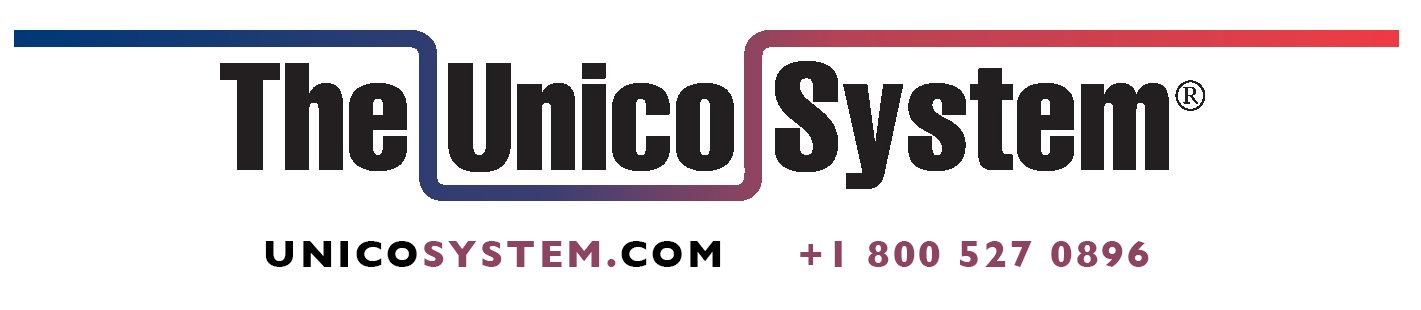 The Unico System®
UNICOSYSTEM.COM +1 800 527 0896